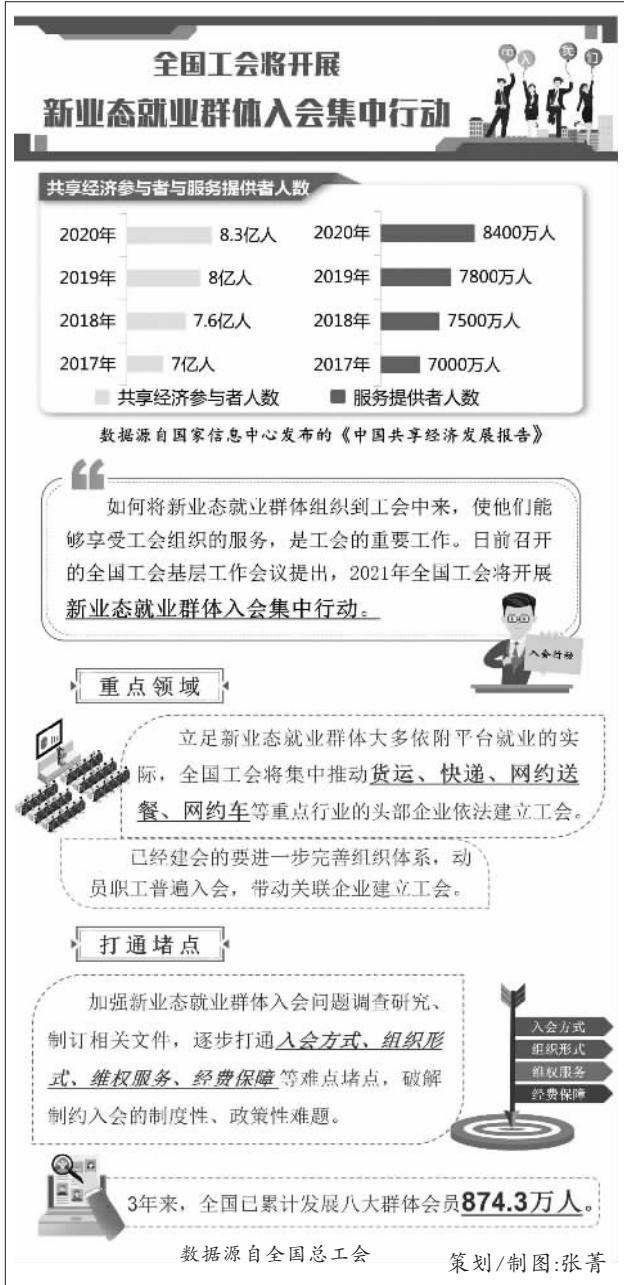 全国工会将开展
新业态就业群体入会集中行动
入
们
共享经济参与者与服务提供者人数
2020年 8.3亿人
2019年 8亿人
2018年 7.6亿人
2017年 7亿人
共享经济参与者人数
2020年 8400万人
2019年 7800万人
2018年 7500万人
2017年 7000万人
服务提供者人数
数据源自国家信息中心发布的《中国共享经济发展报告》
如何将新业态就业群体组织到工会中来，使他们能
够享受工会组织的服务，是工会的重要工作。日前召开
的全国工会基层工作会议提出，2021年全国工会将开展
新业态就业群体入会集中行动。
入会行动
重点领域
立足新业态就业群体大多依附平台就业的实
际，全国工会将集中推动货运、快递、网约送
餐、网约车等重点行业的头部企业依法建立工会。
已经建会的要进一步完善组织体系，动
员职工普遍入会，带动关联企业建立工会。
打通堵点
加强新业态就业群体入会问题调查研究、
制订相关文件，逐步打通入会方式、组织形
式、维权服务、经费保障等难点堵点，破解
制约入会的制度性、政策性难题。
入会方式
组织形式
维权服务
经费保障
3年来，全国已累计发展八大群体会员874.3万人。
数据源自全国总工会
策划/制图:张菁